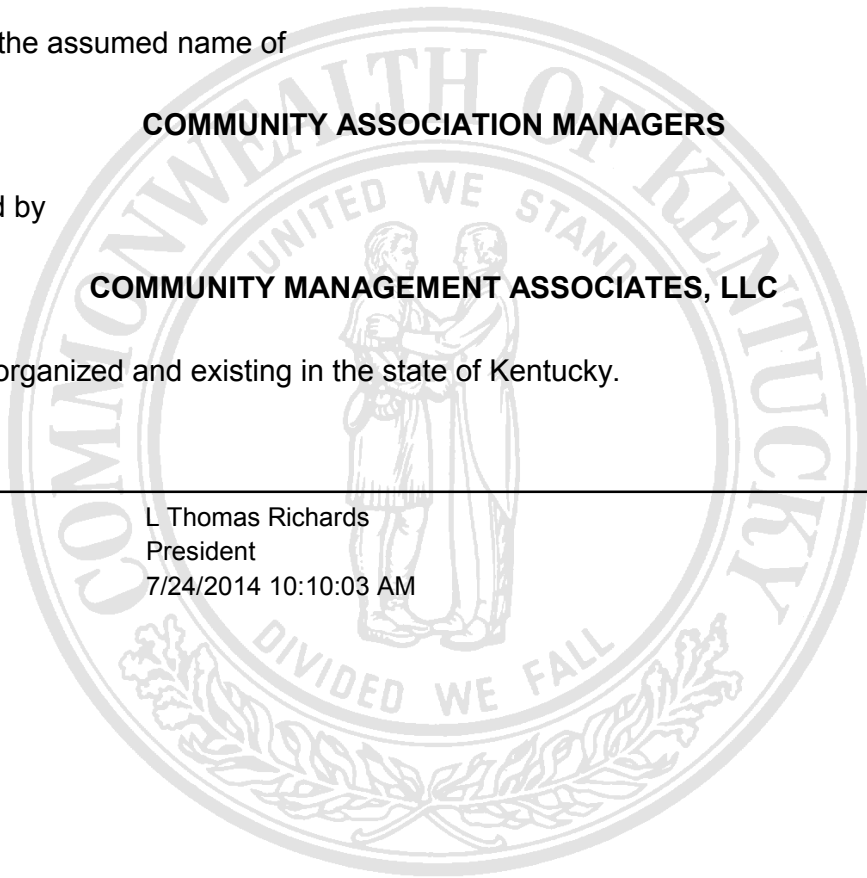 the assumed name of
COMMUNITY ASSOCIATION MANAGERS
d by
COMMUNITY MANAGEMENT ASSOCIATES, LLC
organized and existing in the state of Kentucky.
L Thomas Richards
President
7/24/2014 10:10:03 AM
COMMONWEALTH OF KENTUCKY
UNITED WE STAND
DIVIDED WE FALL